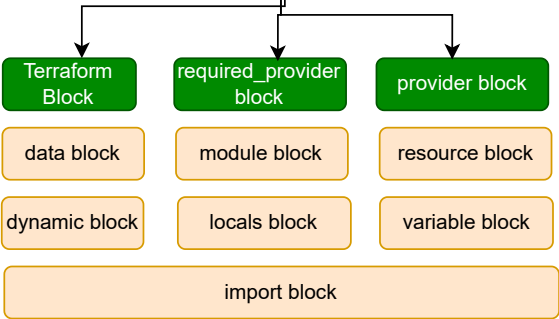 Terraform
Block
required_provider
block
provider block
data block
module block
resource block
dynamic block
locals block
variable block
import block